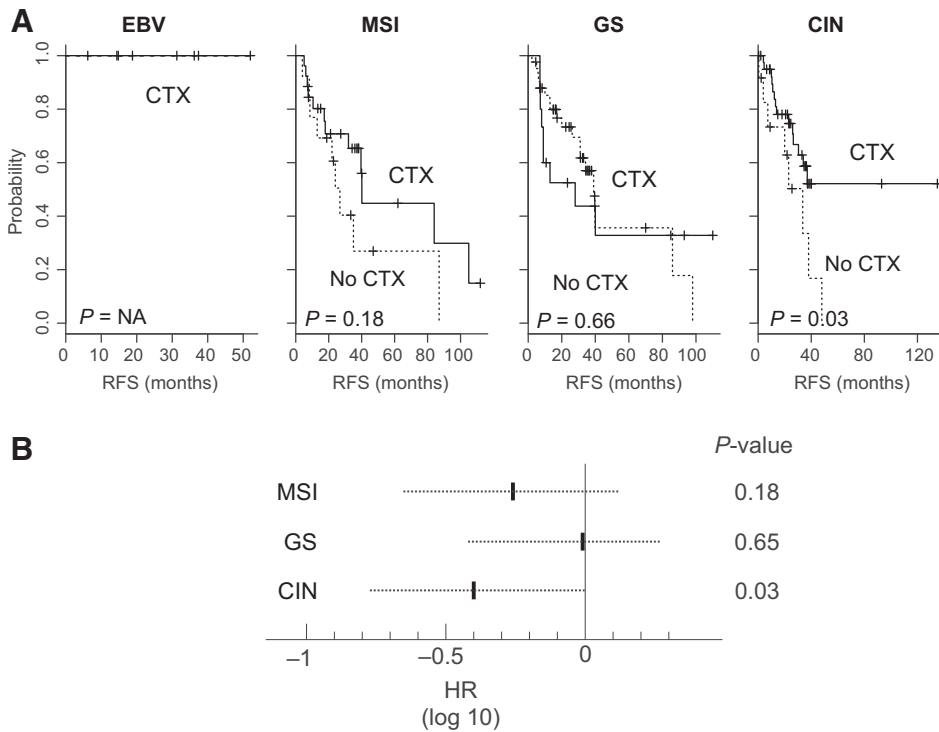 A
EBV
MSI
GS
CIN
Probability
1.0
0.8
0.6
0.4
0.2
0.0
CTX
P = NA
0 10 20 30 40 50
RFS (months)
CTX
No CTX
P = 0.18
0 20 40 60 80 100
RFS (months)
CTX
No CTX
P = 0.66
0 20 40 60 80 100
RFS (months)
CTX
No CTX
P = 0.03
0 40 80 120
RFS (months)
B
P-value
MSI 0.18
GS 0.65
CIN 0.03
–1 –0.5 0
HR
(log 10)